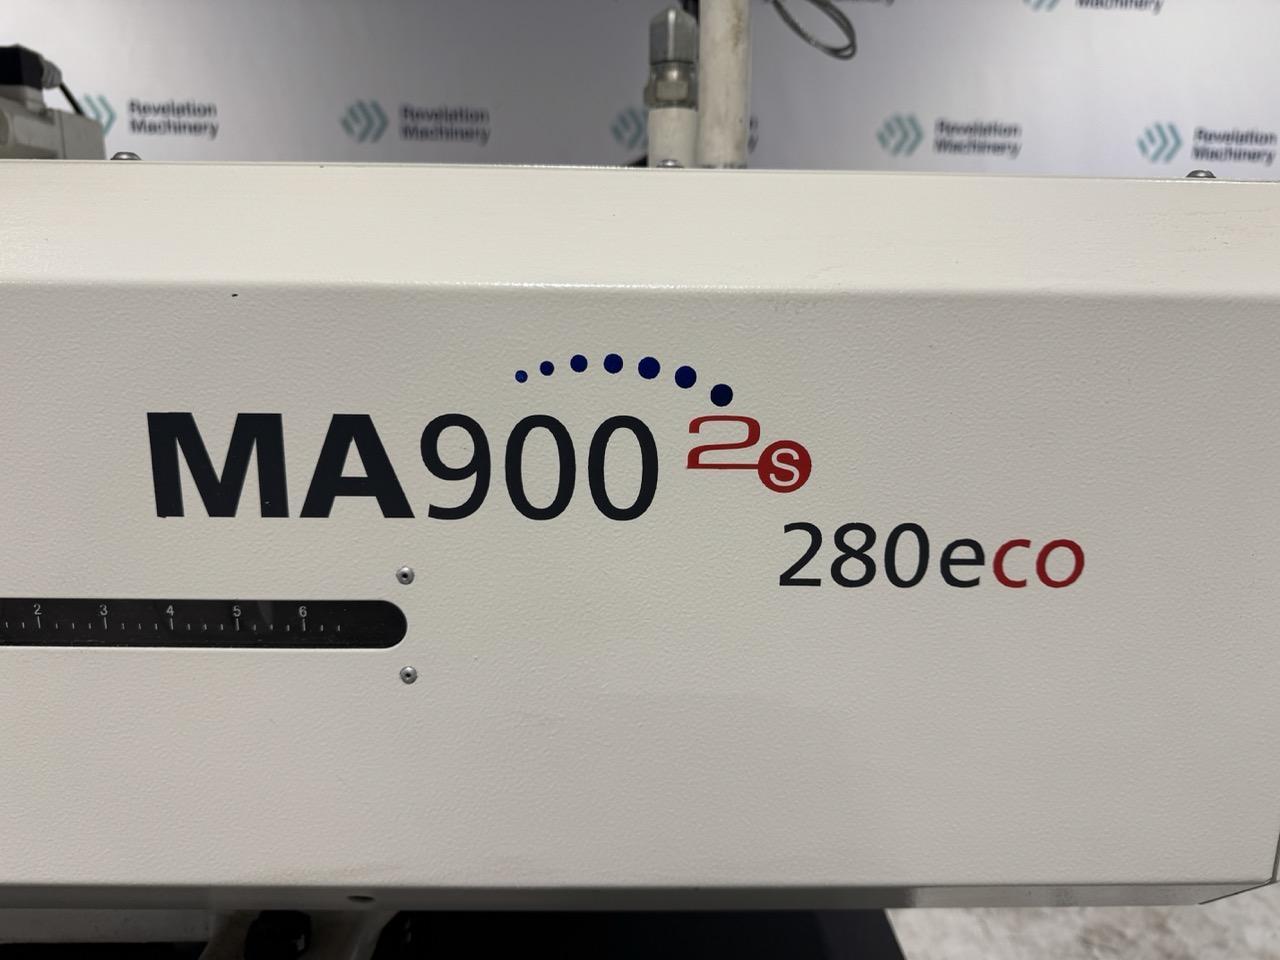 Revelation
Machinery
Revelation
Machinery
Revelation
Machinery
Revelation
Machinery
MA900 2s
280eco
2 3 4 5 6